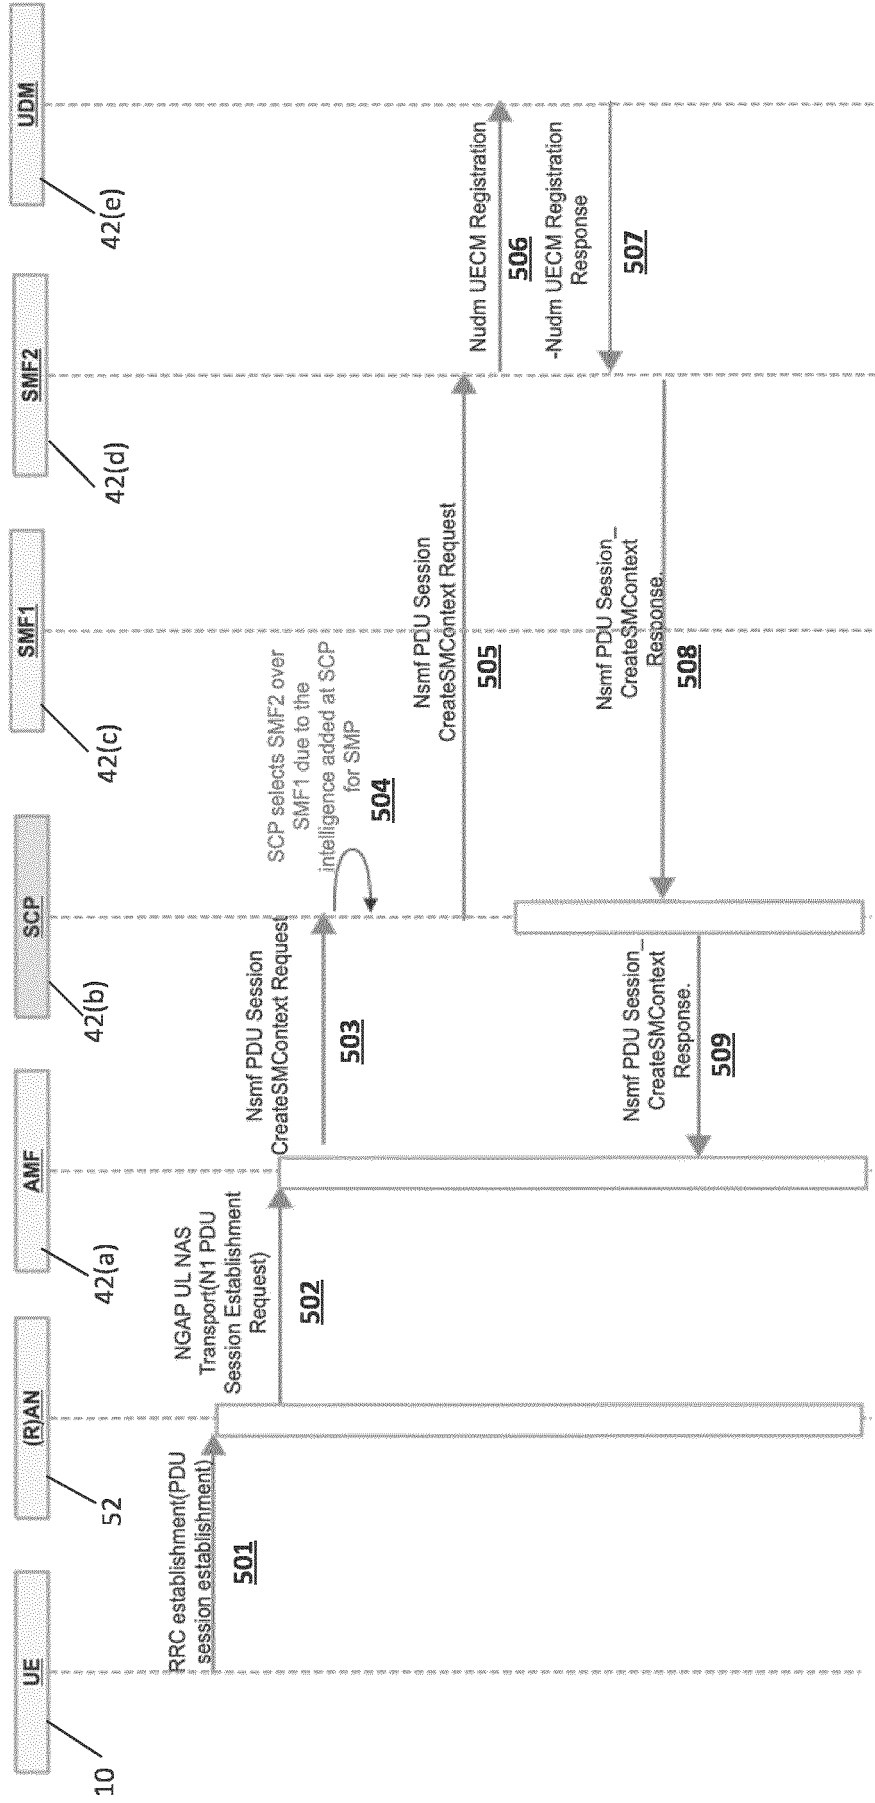 UE
(R)AN
AMF
SCP
SMF1
SMF2
UDM
10
52
42(a)
42(b)
42(c)
42(d)
42(e)
RRC establishment(PDU
session establishment)
501
NGAP UL NAS
Transport(N1 PDU
Session Establishment
Request)
502
Nsmf PDU Session
CreateSMContext Request
503
SCP selects SMF2 over
SMF1 due to the
intelligence added at SCP
for SMP
504
Nsmf PDU Session
CreateSMContext Request
505
Nudm UECM Registration
506
-Nudm UECM Registration
Response
507
Nsmf PDU Session_
CreateSMContext
Response.
508
Nsmf PDU Session_
CreateSMContext
Response.
509